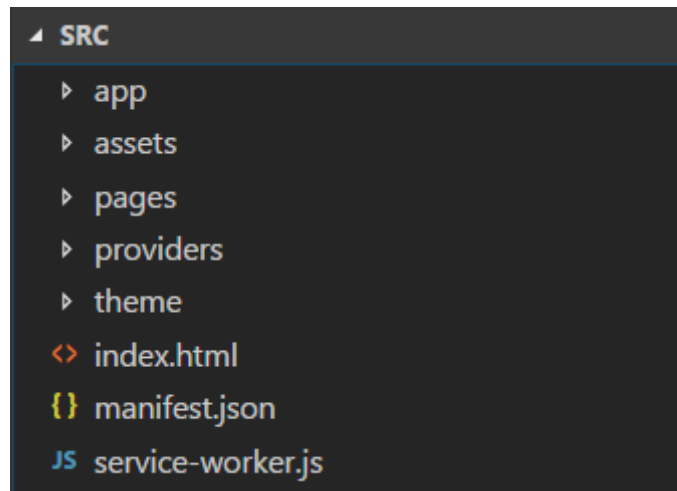 SRC
app
assets
pages
providers
theme
<> index.html
{} manifest.json
JS service-worker.js